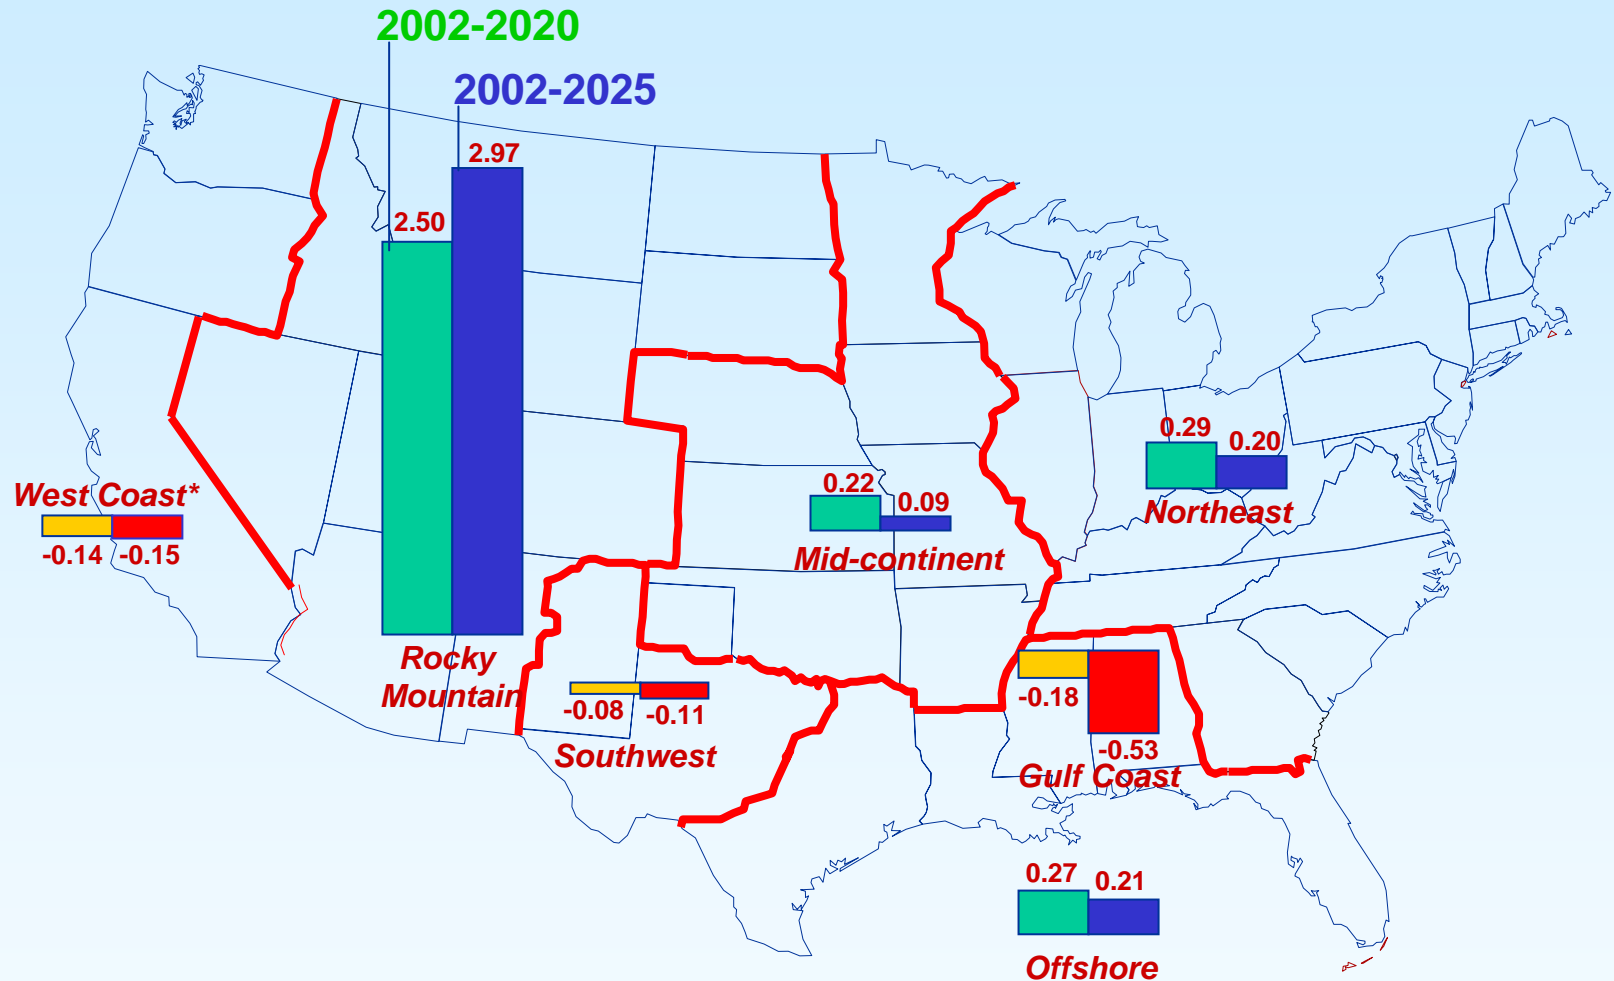 2002-2020
2002-2025
2.97
2.50
Rocky
Mountain
West Coast*
-0.14 -0.15
-0.08 -0.11
Southwest
0.22 0.09
Mid-continent
0.29 0.20
Northeast
-0.18
-0.53
Gulf Coast
0.27 0.21
Offshore